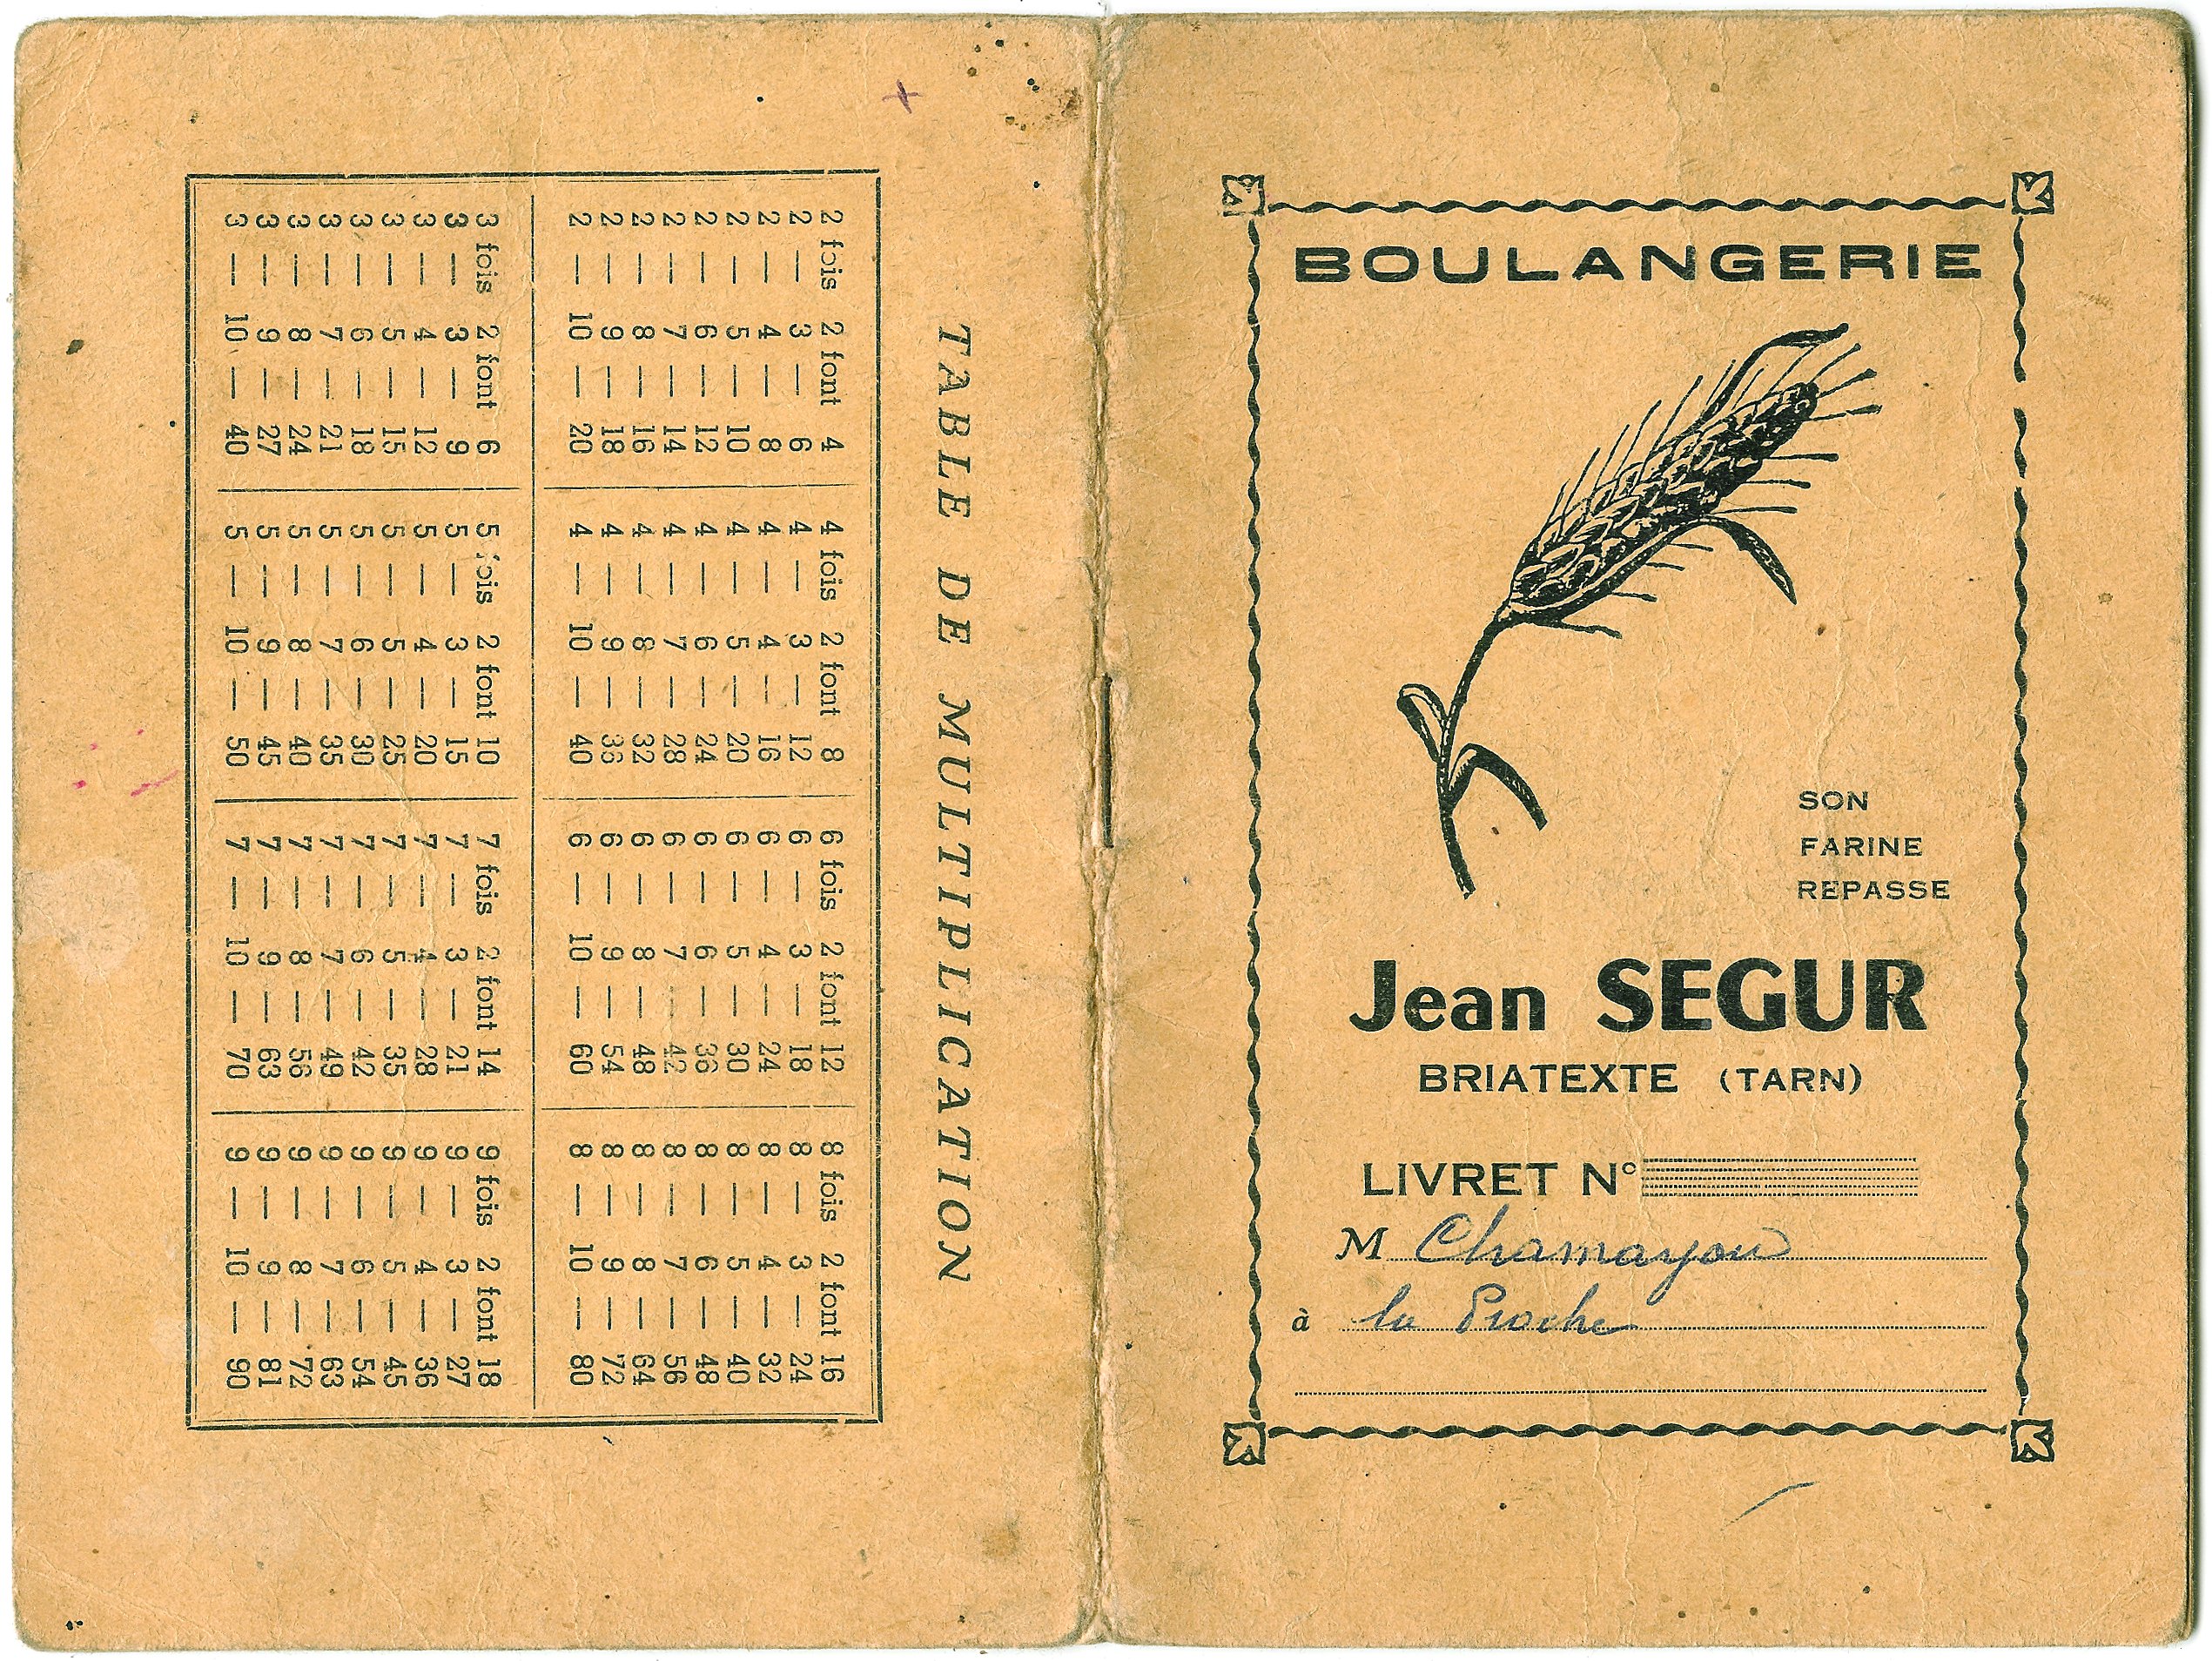 TABLE DE MULTIPLICATION
2 fois 2 font 4 4 fois 2 font 8 6 fois 2 font 12 8 fois 2 font 16
2 — 3 — 6 4 — 3 — 12 6 — 3 — 18 8 — 3 — 24
2 — 4 — 8 4 — 4 — 16 6 — 4 — 24 8 — 4 — 32
2 — 5 — 10 4 — 5 — 20 6 — 5 — 30 8 — 5 — 40
2 — 6 — 12 4 — 6 — 24 6 — 6 — 36 8 — 6 — 48
2 — 7 — 14 4 — 7 — 28 6 — 7 — 42 8 — 7 — 56
2 — 8 — 16 4 — 8 — 32 6 — 8 — 48 8 — 8 — 64
2 — 9 — 18 4 — 9 — 36 6 — 9 — 54 8 — 9 — 72
2 — 10 — 20 4 — 10 — 40 6 — 10 — 60 8 — 10 — 80
3 fois 2 font 6 5 fois 2 font 10 7 fois 2 font 14 9 fois 2 font 18
3 — 3 — 9 5 — 3 — 15 7 — 3 — 21 9 — 3 — 27
3 — 4 — 12 5 — 4 — 20 7 — 4 — 28 9 — 4 — 36
3 — 5 — 15 5 — 5 — 25 7 — 5 — 35 9 — 5 — 45
3 — 6 — 18 5 — 6 — 30 7 — 6 — 42 9 — 6 — 54
3 — 7 — 21 5 — 7 — 35 7 — 7 — 49 9 — 7 — 63
3 — 8 — 24 5 — 8 — 40 7 — 8 — 56 9 — 8 — 72
3 — 9 — 27 5 — 9 — 45 7 — 9 — 63 9 — 9 — 81
3 — 10 — 40 5 — 10 — 50 7 — 10 — 70 9 — 10 — 90
BOULANGERIE
SON
FARINE
REPASSE
Jean SEGUR
BRIATEXTE (TARN)
LIVRET N°
M Chamayou
à la Pioche